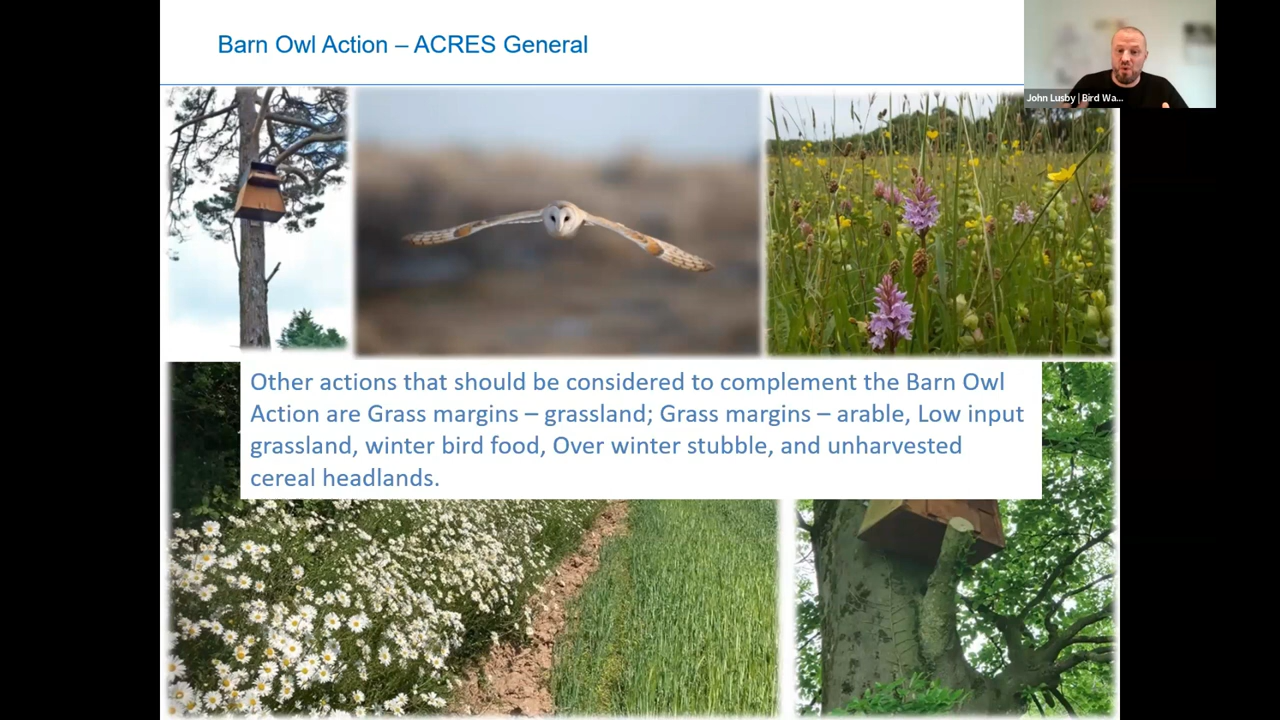 Barn Owl Action – ACRES General
John Lusby | Bird Wa...
Other actions that should be considered to complement the Barn Owl
Action are Grass margins – grassland; Grass margins – arable, Low input
grassland, winter bird food, Over winter stubble, and unharvested
cereal headlands.